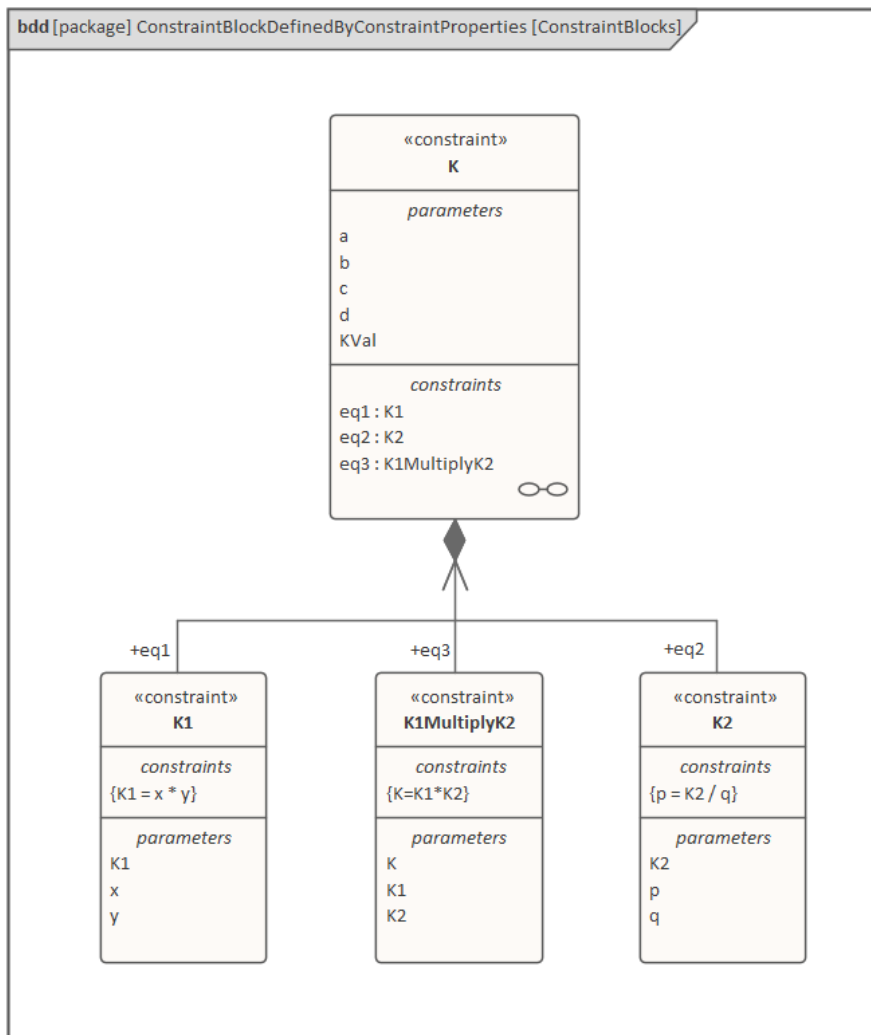 bdd [package] ConstraintBlockDefinedByConstraintProperties [ConstraintBlocks]
«constraint»
K
parameters
a
b
c
d
KVal
constraints
eq1 : K1
eq2 : K2
eq3 : K1MultiplyK2
+eq1
+eq3
+eq2
«constraint»
K1
constraints
{K1 = x * y}
parameters
K1
x
y
«constraint»
K1MultiplyK2
constraints
{K=K1*K2}
parameters
K
K1
K2
«constraint»
K2
constraints
{p = K2 / q}
parameters
K2
p
q